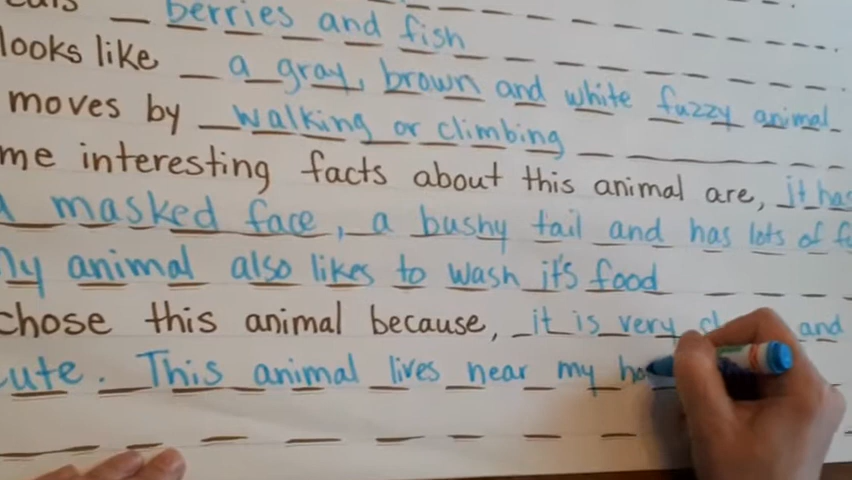 berries and fish
looks like a gray, brown and white fuzzy animal
moves by walking or climbing
me interesting facts about this animal are, it has
masked face, a bushy tail and has lots of
animal also likes to wash it's food
chose this animal because, it is very and
cute. This animal lives near my